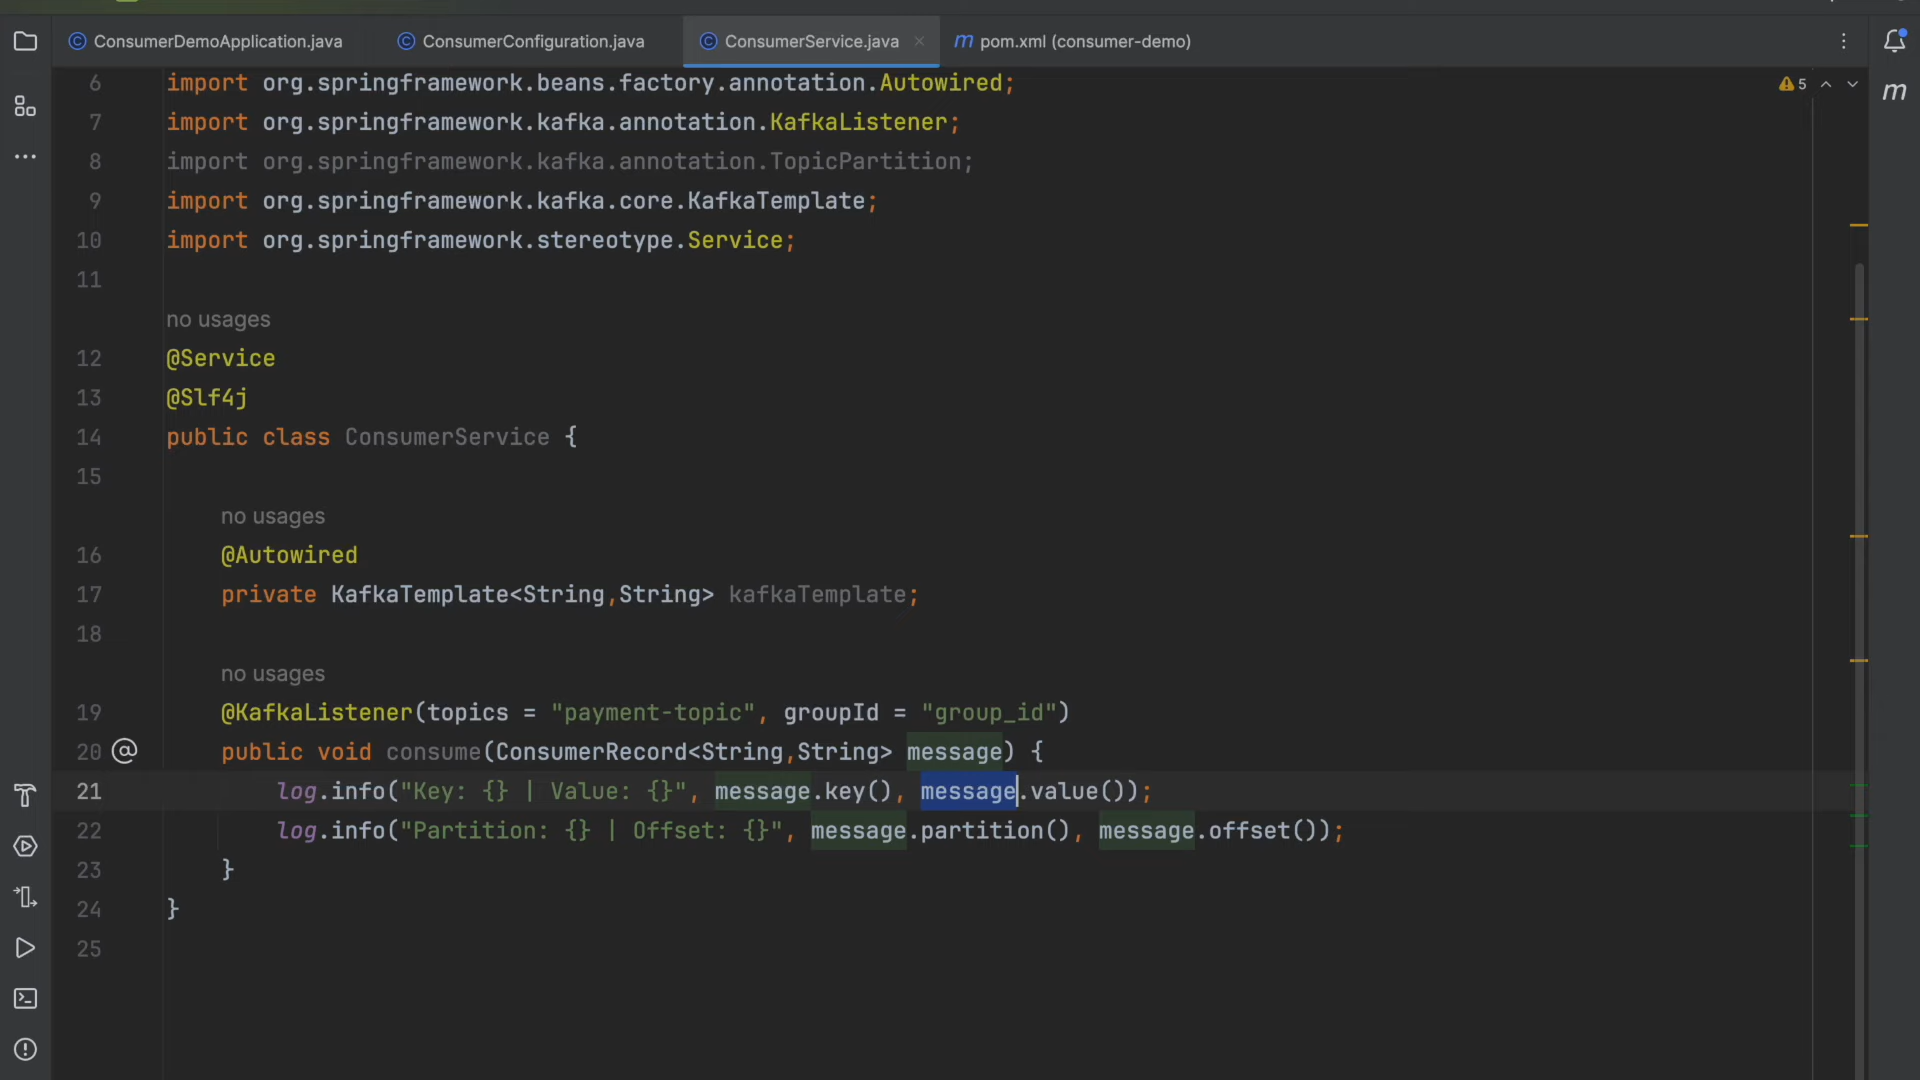 ConsumerDemoApplication.java ConsumerConfiguration.java ConsumerService.java pom.xml (consumer-demo)
6 import org.springframework.beans.factory.annotation.Autowired; 5
7 import org.springframework.kafka.annotation.KafkaListener;
8 import org.springframework.kafka.annotation.TopicPartition;
9 import org.springframework.kafka.core.KafkaTemplate;
10 import org.springframework.stereotype.Service;
11
no usages
12 @Service
13 @Slf4j
14 public class ConsumerService {
15
no usages
16 @Autowired
17 private KafkaTemplate<String,String> kafkaTemplate;
18
no usages
19 @KafkaListener(topics = "payment-topic", groupId = "group_id")
20 public void consume(ConsumerRecord<String,String> message) {
21 log.info("Key: {} | Value: {}", message.key(), message.value());
22 log.info("Partition: {} | Offset: {}", message.partition(), message.offset());
23 }
24 }
25